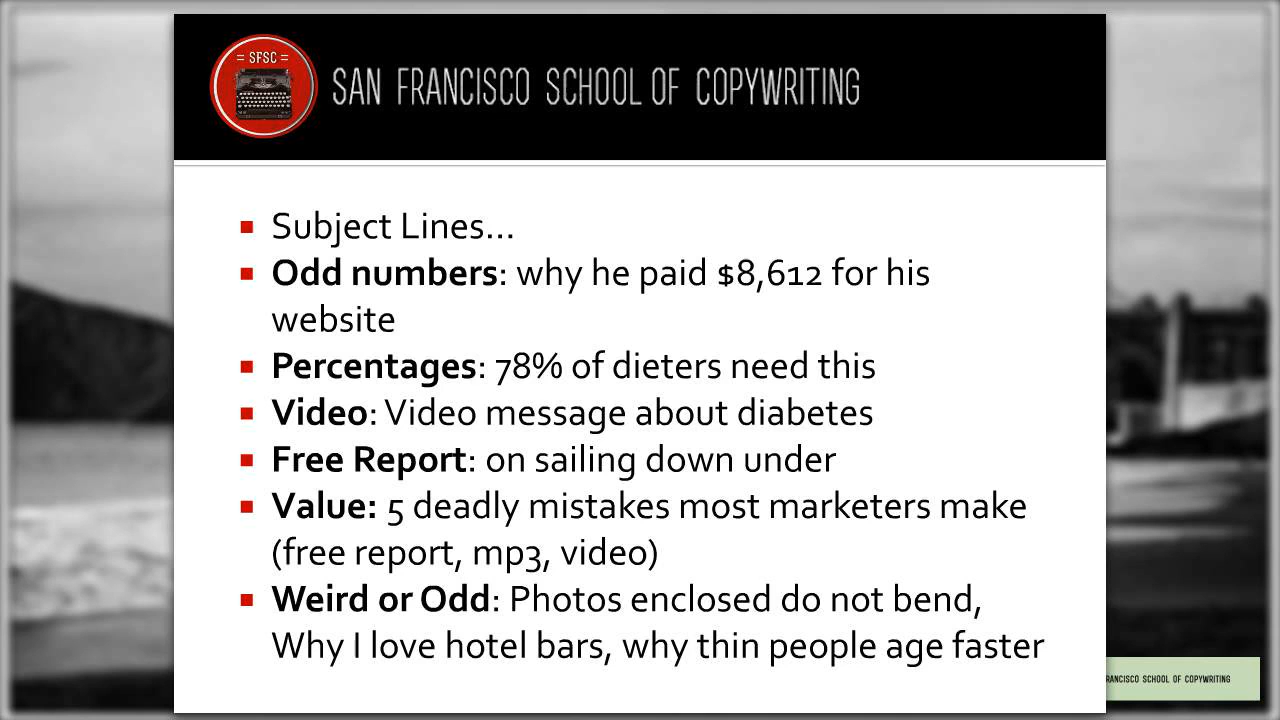 SFSC
SAN FRANCISCO SCHOOL OF COPYWRITING
Subject Lines...
Odd numbers: why he paid $8,612 for his
website
Percentages: 78% of dieters need this
Video: Video message about diabetes
Free Report: on sailing down under
Value: 5 deadly mistakes most marketers make
(free report, mp3, video)
Weird or Odd: Photos enclosed do not bend,
Why I love hotel bars, why thin people age faster
RANCISCO SCHOOL OF COPYWRITING